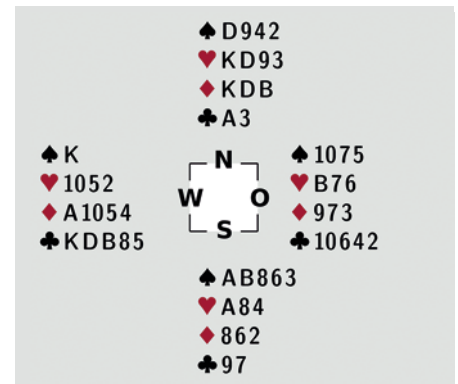 ♠ D942
♥ KD93
♦ KDB
♣ A3
♠ K
♥ 1052
♦ A1054
♣ KDB85
N
W O
S
♠ 1075
♥ B76
♦ 973
♣ 10642
♠ AB863
♥ A84
♦ 862
♣ 97